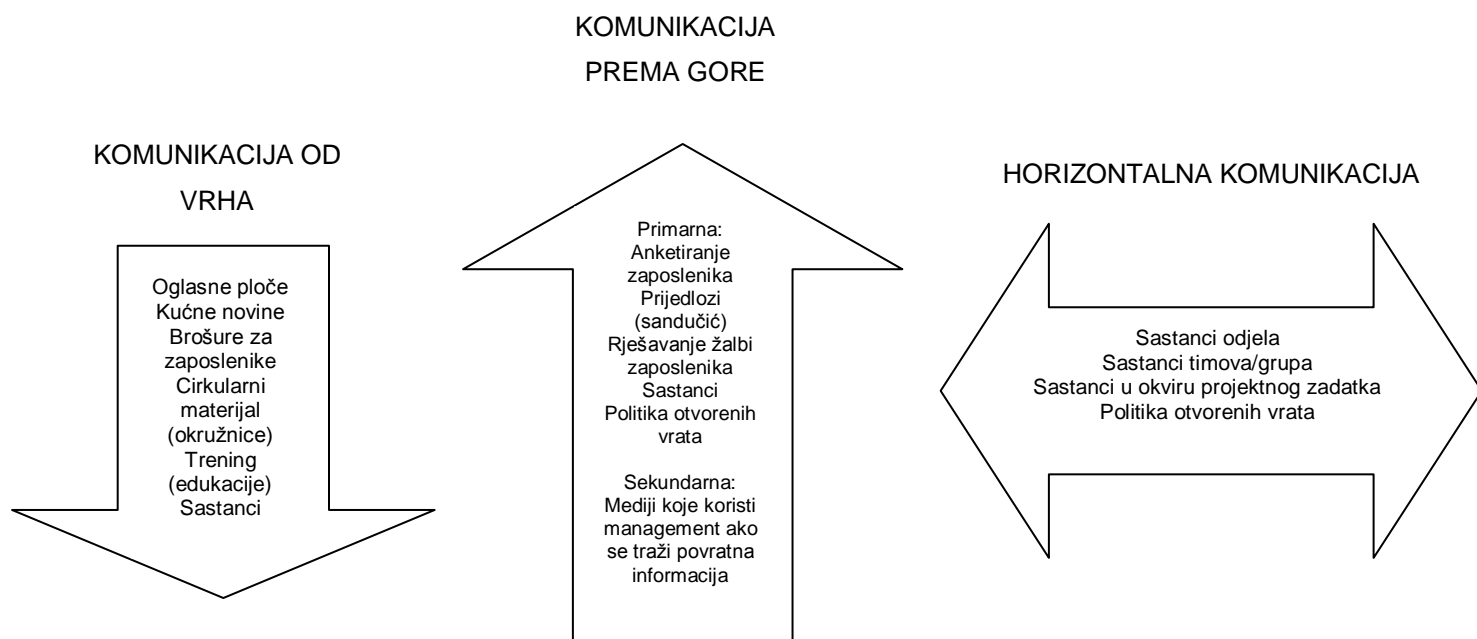 KOMUNIKACIJA OD
VRHA
Oglasne ploče
Kućne novine
Brošure za
zaposlenike
Cirkularni
materijal
(okružnice)
Trening
(edukacije)
Sastanci
KOMUNIKACIJA
PREMA GORE
Primarna:
Anketiranje
zaposlenika
Prijedlozi
(sandučić)
Rješavanje žalbi
zaposlenika
Sastanci
Politika otvorenih
vrata
Sekundarna:
Mediji koje koristi
management ako
se traži povratna
informacija
HORIZONTALNA KOMUNIKACIJA
Sastanci odjela
Sastanci timova/grupa
Sastanci u okviru projektnog zadatka
Politika otvorenih vrata